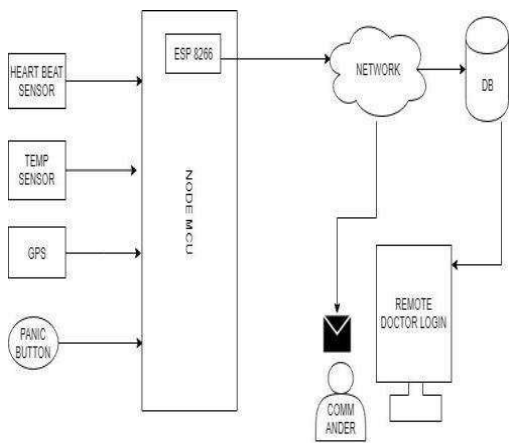 HEART BEAT
SENSOR
TEMP
SENSOR
GPS
PANIC
BUTTON
ESP 8266
NODE MCU
NETWORK
DB
REMOTE
DOCTOR LOGIN
COMM
ANDER